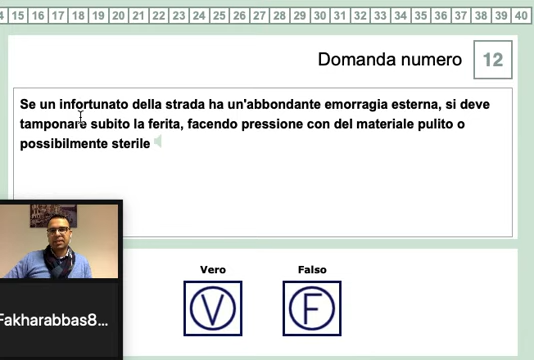 15 16 17 18 19 20 21 22 23 24 25 26 27 28 29 30 31 32 33 34 35 36 37 38 39 40
Domanda numero 12
Se un infortunato della strada ha un'abbondante emorragia esterna, si deve
tamponare subito la ferita, facendo pressione con del materiale pulito o
possibilmente sterile
Vero Falso
V F
Fakharabbas8...